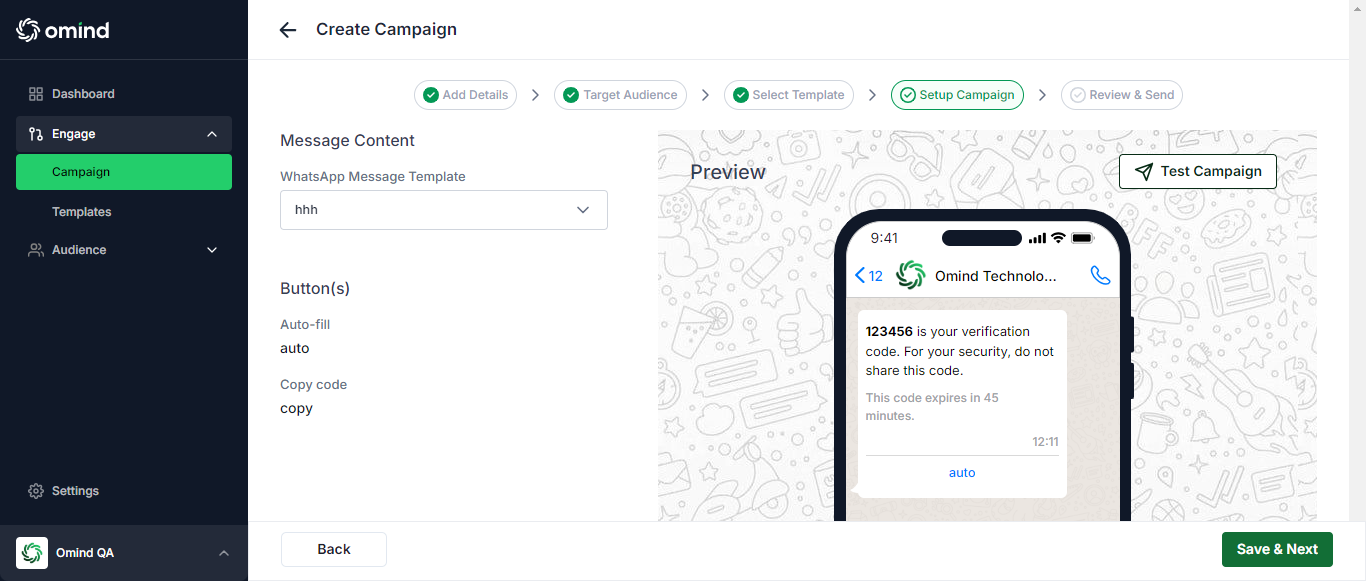 omind
Create Campaign
Dashboard
Engage
Campaign
Templates
Audience
Settings
Omind QA
Add Details
Target Audience
Select Template
Setup Campaign
Review & Send
Message Content
WhatsApp Message Template
hhh
Button(s)
Auto-fill
auto
Copy code
copy
Preview
Test Campaign
9:41
12
Omind Technolo...
123456 is your verification
code. For your security, do not
share this code.
This code expires in 45
minutes.
12:11
auto
Back
Save & Next